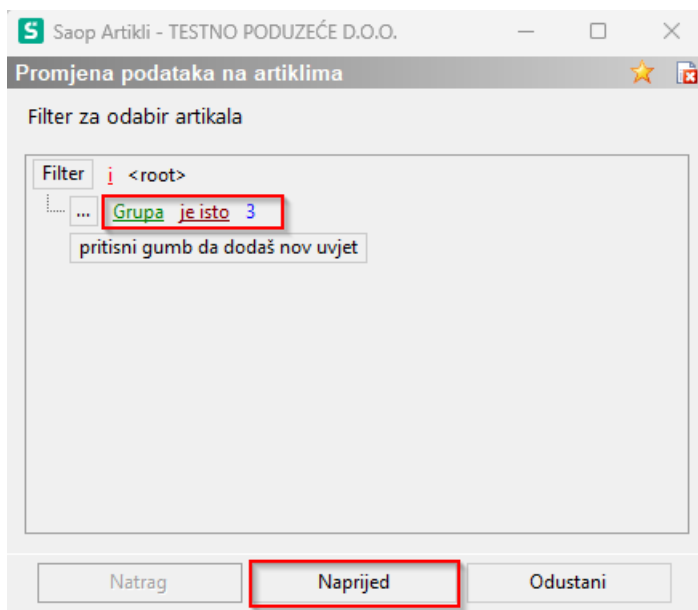 S Saop Artikli - TESTNO PODUZEĆE D.O.O.
Promjena podataka na artiklima
Filter za odabir artikala
Filter i <root>
... Grupa je isto 3
pritisni gumb da dodaš nov uvjet
Natrag Naprijed Odustani